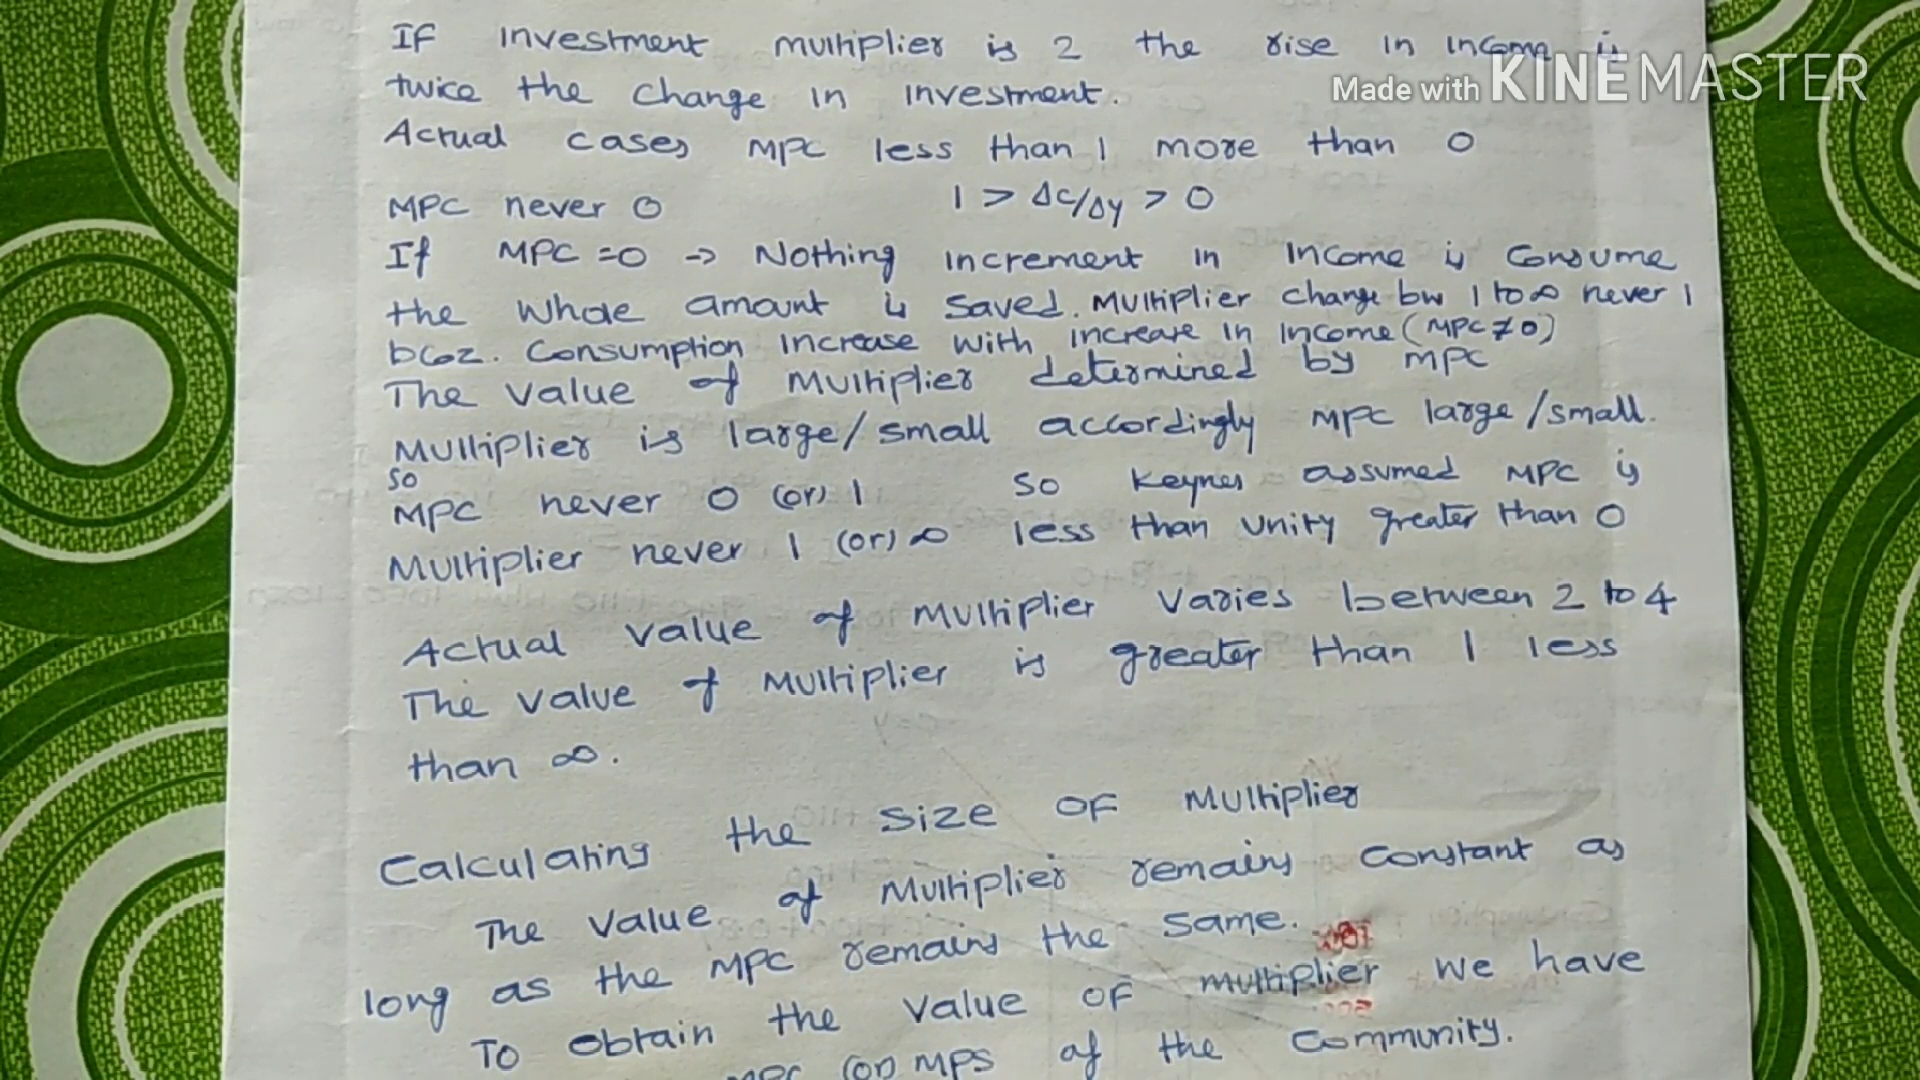 If investment multiplier is 2 the rise in income is
Made with KINEMASTER
twice the change in investment.
Actual cases MPC less than 1 more than 0
MPC never 0 1 > ΔC/ΔY > 0
If MPC =0 -> Nothing increment in income is consume
the whole amount is saved. Multiplier change bw 1 to ∞ never 1
bcoz. consumption increase with increase in income (MPC ≠ 0)
The value of Multiplier determined by MPC
Multiplier is large/small accordingly MPC large/small.
so
MPC never 0 (or) 1 so keynes assumed MPC is
Multiplier never 1 (or) ∞ less than unity greater than 0
Actual value of multiplier varies between 2 to 4
The value of multiplier is greater than 1 less
than ∞.
Calculating the size OF Multiplier
The value of Multiplier remains constant as
long as the MPC remains the same.
To obtain the value OF multiplier we have
MPC (or) MPS of the community.